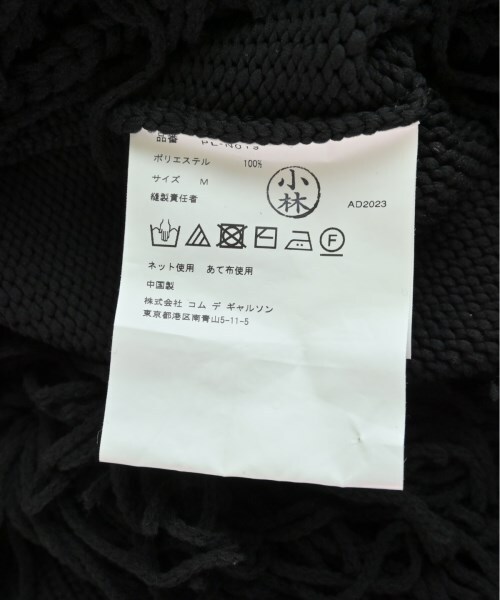 品番 PL-N013
ポリエステル 100%
サイズ M
縫製責任者 小林 AD2023
F
ネット使用 あて布使用
中国製
株式会社 コム デ ギャルソン
東京都港区南青山5-11-5